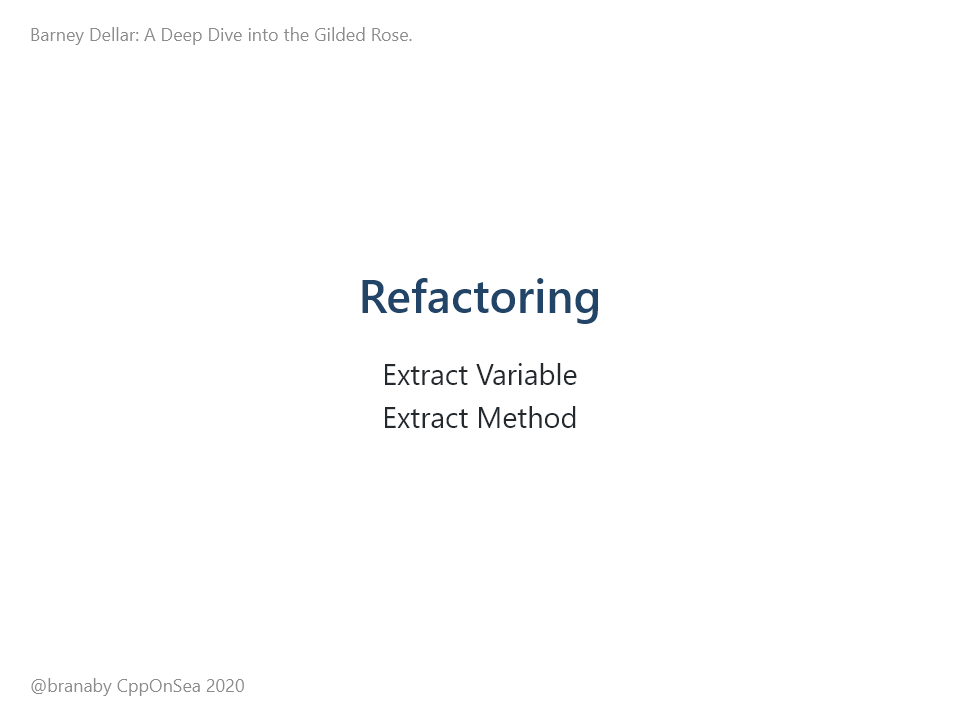 Barney Dellar: A Deep Dive into the Gilded Rose.
Refactoring
Extract Variable
Extract Method
@branaby CppOnSea 2020